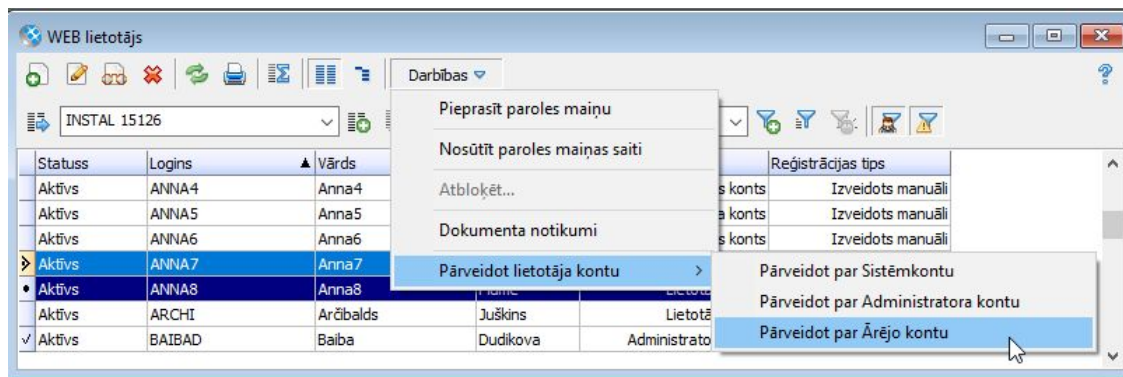 WEB lietotājs
Darbības
Pieprasīt paroles maiņu
INSTAL 15126
Nosūtīt paroles maiņas saiti
Statuss Logins Vārds Reģistrācijas tips
Aktīvs ANNA4 Anna4 Atbloķēt... konts Izveidots manuāli
Aktīvs ANNA5 Anna5 konts Izveidots manuāli
Aktīvs ANNA6 Anna6 Dokumenta notikumi konts Izveidots manuāli
Aktīvs ANNA7 Anna7 Pārveidot lietotāja kontu Pārveidot par Sistēmkontu
Aktīvs ANNA8 Anna8
Pārveidot par Administratora kontu
Aktīvs ARCHI Arčibalds Juškins Lietotā
Pārveidot par Ārējo kontu
Aktīvs BAIBAD Baiba Dudikova Administrato